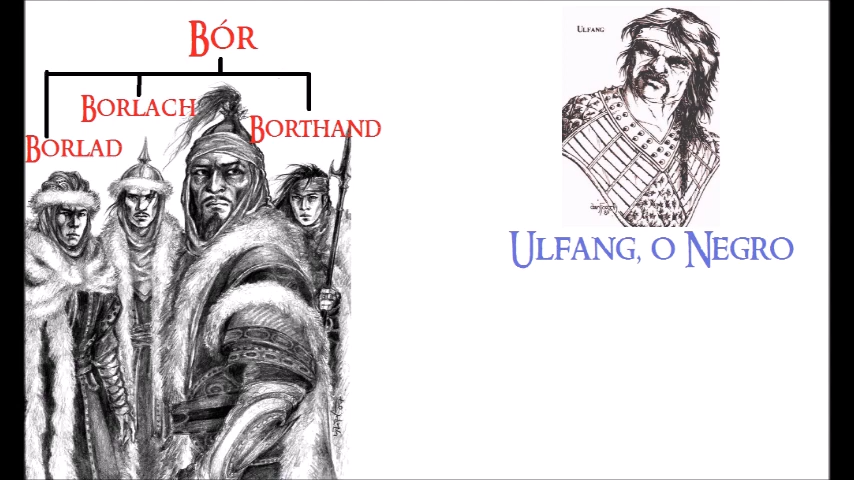 BÓR
BORLACH
BORTHAND
BORLAD
ULFANG
ULFANG, O NEGRO